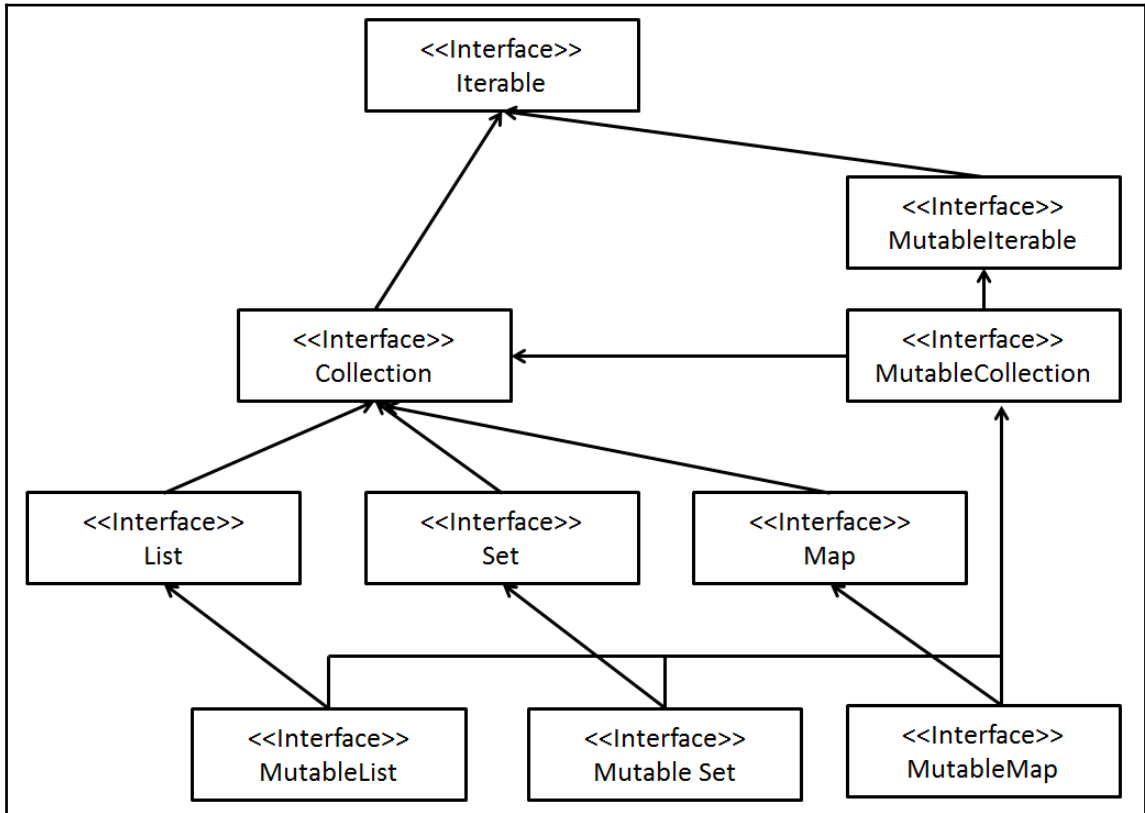 <<Interface>>
Iterable
<<Interface>>
MutableIterable
<<Interface>>
Collection
<<Interface>>
MutableCollection
<<Interface>>
List
<<Interface>>
Set
<<Interface>>
Map
<<Interface>>
MutableList
<<Interface>>
Mutable Set
<<Interface>>
MutableMap